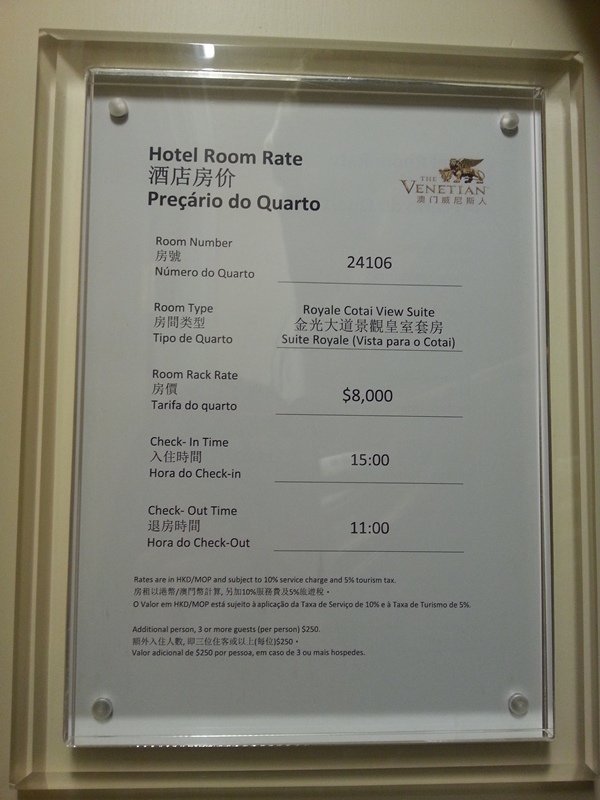 Hotel Room Rate
酒店房价
Preçário do Quarto
THE
VENETIAN
澳门威尼斯人
Room Number
房號
Número do Quarto
24106
Room Type
房間类型
Tipo de Quarto
Royale Cotai View Suite
金光大道景觀皇室套房
Suite Royale (Vista para o Cotai)
Room Rack Rate
房價
Tarifa do quarto
$8,000
Check- In Time
入住時間
Hora do Check-in
15:00
Check- Out Time
退房時間
Hora do Check-Out
11:00
Rates are in HKD/MOP and subject to 10% service charge and 5% tourism tax.
房租以港幣/澳門幣計算, 另加10%服務費及5%旅遊稅。
O Valor em HKD/MOP está sujeito à aplicação da Taxa de Serviço de 10% e à Taxa de Turismo de 5%.
Additional person, 3 or more guests (per person) $250.
額外入住人數, 即三位住客或以上(每位)$250。
Valor adicional de $250 por pessoa, em caso de 3 ou mais hospedes.